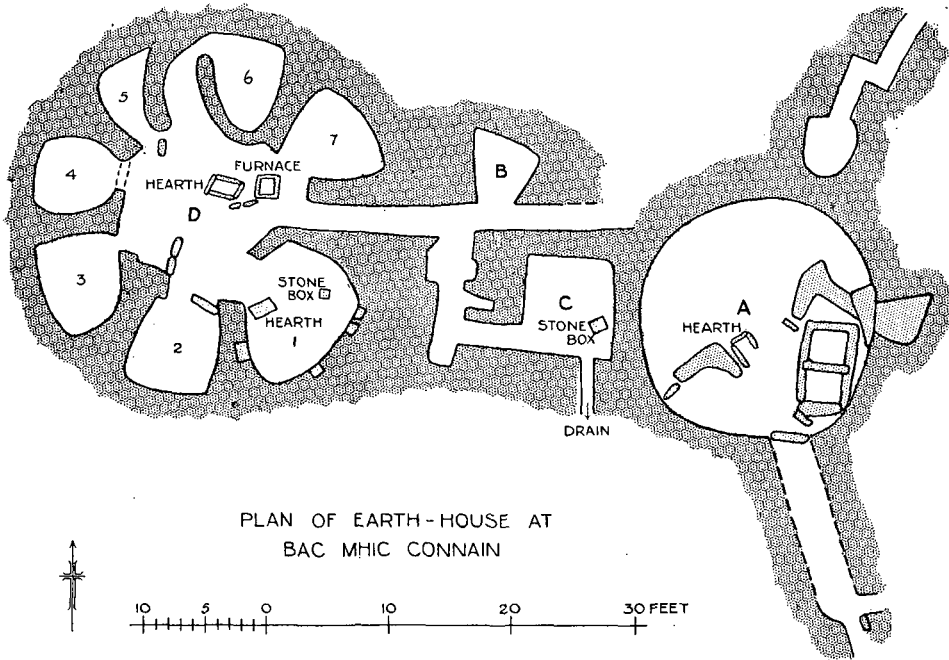 6
5
7
B
4
FURNACE
HEARTH
D
3
STONE
BOX
HEARTH
1
2
C
STONE
BOX
A
HEARTH
DRAIN
PLAN OF EARTH-HOUSE AT
BAC MHIC CONNAIN
10 5 0 10 20 30 FEET